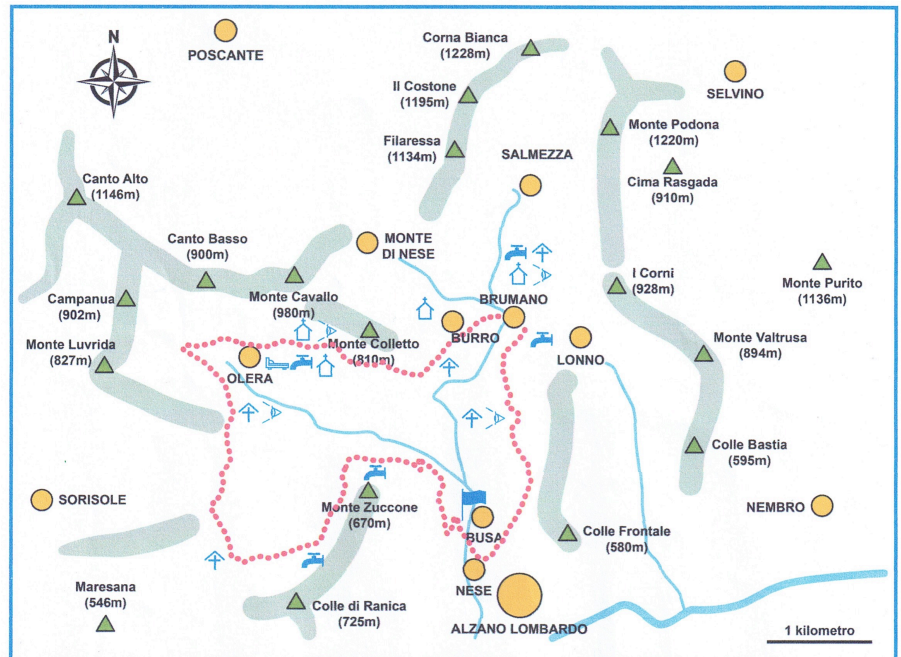 N
POSCANTE
Corna Bianca
(1228m)
Il Costone
(1195m)
Filaressa
(1134m)
SELVINO
Monte Podona
(1220m)
Cima Rasgada
(910m)
SALMEZZA
Canto Alto
(1146m)
Canto Basso
(900m)
MONTE
DI NESE
Campanua
(902m)
Monte Cavallo
(980m)
BRUMANO
I Corni
(928m)
Monte Purito
(1136m)
Monte Luvrida
(827m)
OLERA
Monte Colletto
(810m)
BURRO
LONNO
Monte Valtrusa
(894m)
Colle Bastia
(595m)
SORISOLE
Monte Zuccone
(670m)
BUSA
Colle Frontale
(580m)
NEMBRO
Maresana
(546m)
Colle di Ranica
(725m)
NESE
ALZANO LOMBARDO
1 kilometro